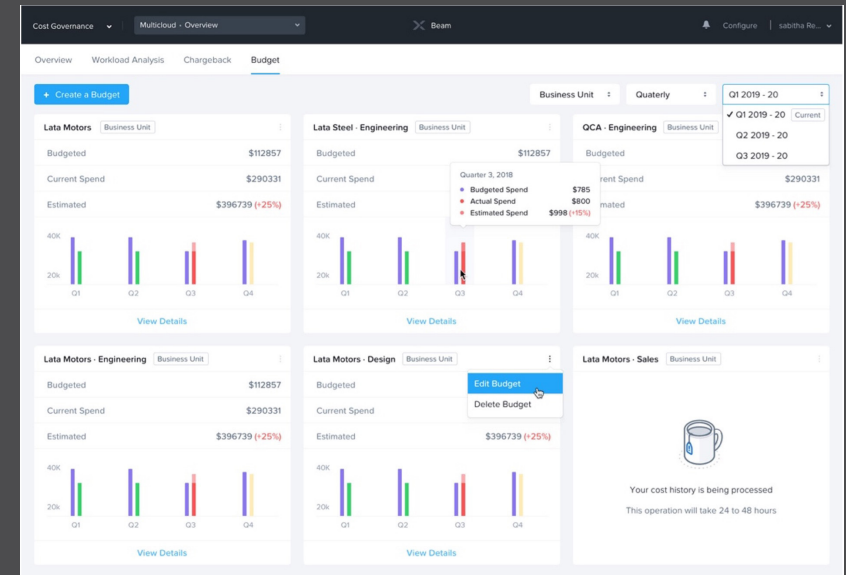 Cost Governance
Multicloud - Overview
Beam
Configure
sabitha Re...
Overview Workload Analysis Chargeback Budget
+ Create a Budget
Business Unit
Quaterly
Q1 2019 - 20
✓ Q1 2019 - 20 Current
Q2 2019 - 20
Q3 2019 - 20
Lata Motors Business Unit
Budgeted $112857
Current Spend $290331
Estimated $396739 (+25%)
40K
20k
Q1 Q2 Q3 Q4
View Details
Lata Steel · Engineering Business Unit
Budgeted $112857
Current Spend
Estimated
Quarter 3, 2018
Budgeted Spend $785
Actual Spend $800
Estimated Spend $998 (+15%)
40K
20k
Q1 Q2 Q3 Q4
View Details
QCA · Engineering Business Unit
Budgeted
rent Spend $290331
mated $396739 (+25%)
40K
20k
Q1 Q2 Q3 Q4
View Details
Lata Motors · Engineering Business Unit
Budgeted $112857
Current Spend $290331
Estimated $396739 (+25%)
40K
20k
Q1 Q2 Q3 Q4
View Details
Lata Motors · Design Business Unit
Edit Budget
Delete Budget
Budgeted
Current Spend
Estimated $396739 (+25%)
40K
20k
Q1 Q2 Q3 Q4
View Details
Lata Motors · Sales Business Unit
Your cost history is being processed
This operation will take 24 to 48 hours